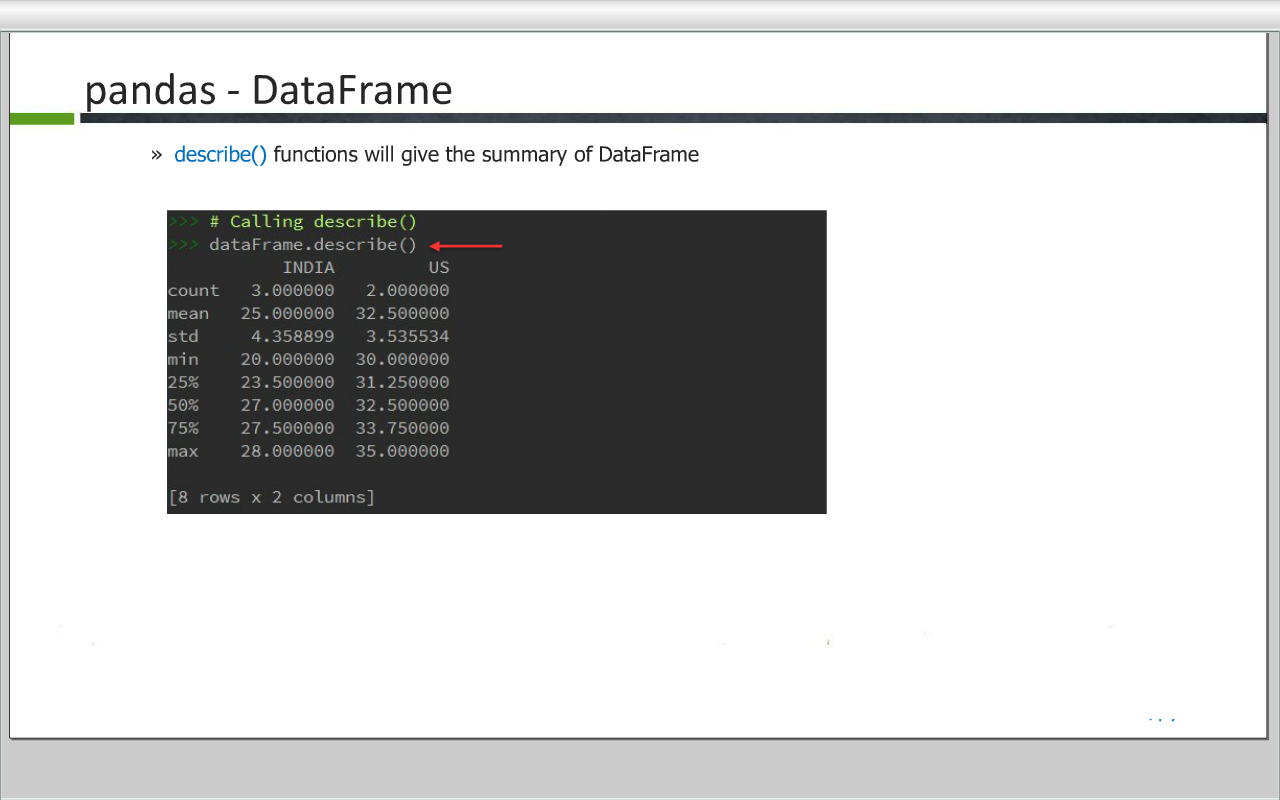 pandas - DataFrame
» describe() functions will give the summary of DataFrame
>>> # Calling describe()
>>> dataFrame.describe()
INDIA US
count 3.000000 2.000000
mean 25.000000 32.500000
std 4.358899 3.535534
min 20.000000 30.000000
25% 23.500000 31.250000
50% 27.000000 32.500000
75% 27.500000 33.750000
max 28.000000 35.000000
[8 rows x 2 columns]